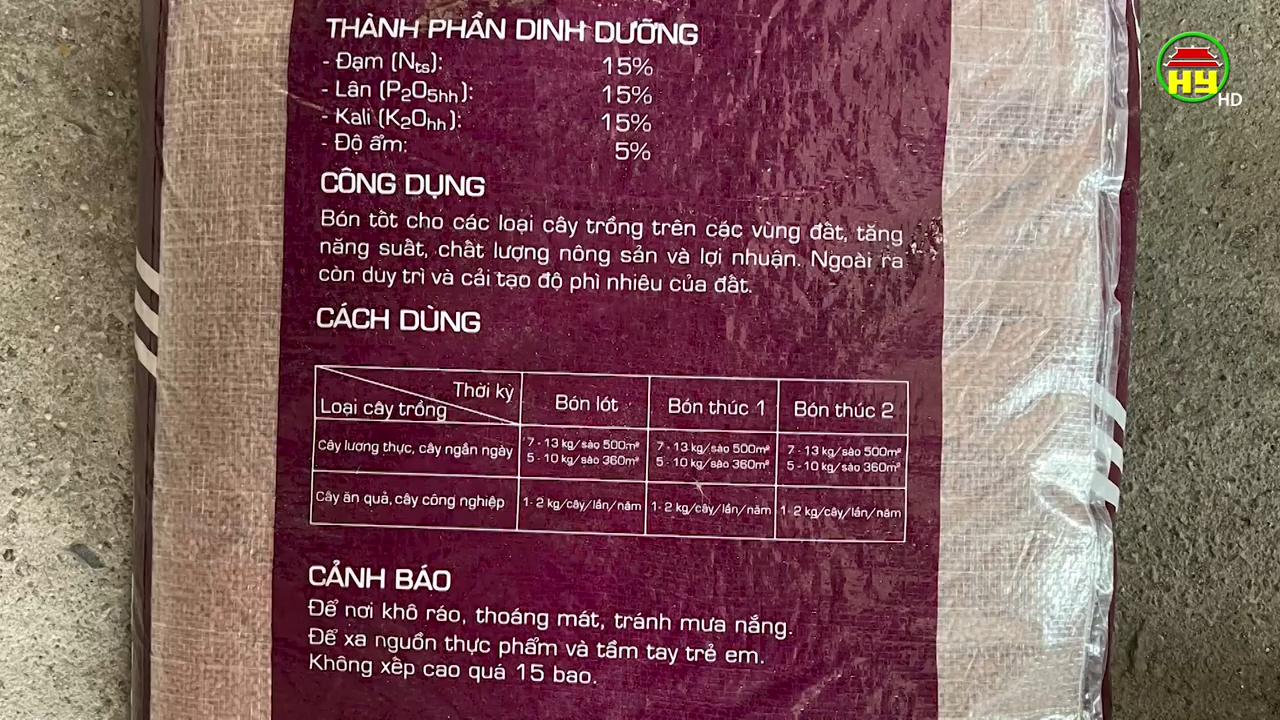 THÀNH PHẦN DINH DƯỠNG
- Đạm (Nts): 15%
- Lân (P2O5hh): 15%
- Kali (K2Ohh): 15%
- Độ ẩm: 5%
CÔNG DỤNG
Bón tốt cho các loại cây trồng trên các vùng đất, tăng
năng suất, chất lượng nông sản và lợi nhuận. Ngoài ra
còn duy trì và cải tạo độ phì nhiêu của đất.
CÁCH DÙNG
Thời kỳ
Loại cây trồng
Bón lót Bón thúc 1 Bón thúc 2
Cây lương thực, cây ngắn ngày
7 - 13 kg/sào 500m² 7 - 13 kg/sào 500m² 7 - 13 kg/sào 500m²
5 - 10 kg/sào 360m² 5 - 10 kg/sào 360m² 5 - 10 kg/sào 360m²
Cây ăn quả, cây công nghiệp 1- 2 kg/cây/lần/năm 1- 2 kg/cây/lần/năm 1- 2 kg/cây/lần/năm
CẢNH BÁO
Để nơi khô ráo, thoáng mát, tránh mưa nắng.
Để xa nguồn thực phẩm và tầm tay trẻ em.
Không xếp cao quá 15 bao.
HY HD